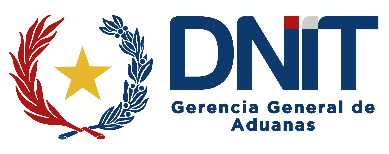 DNIT
Gerencia General de
Aduanas